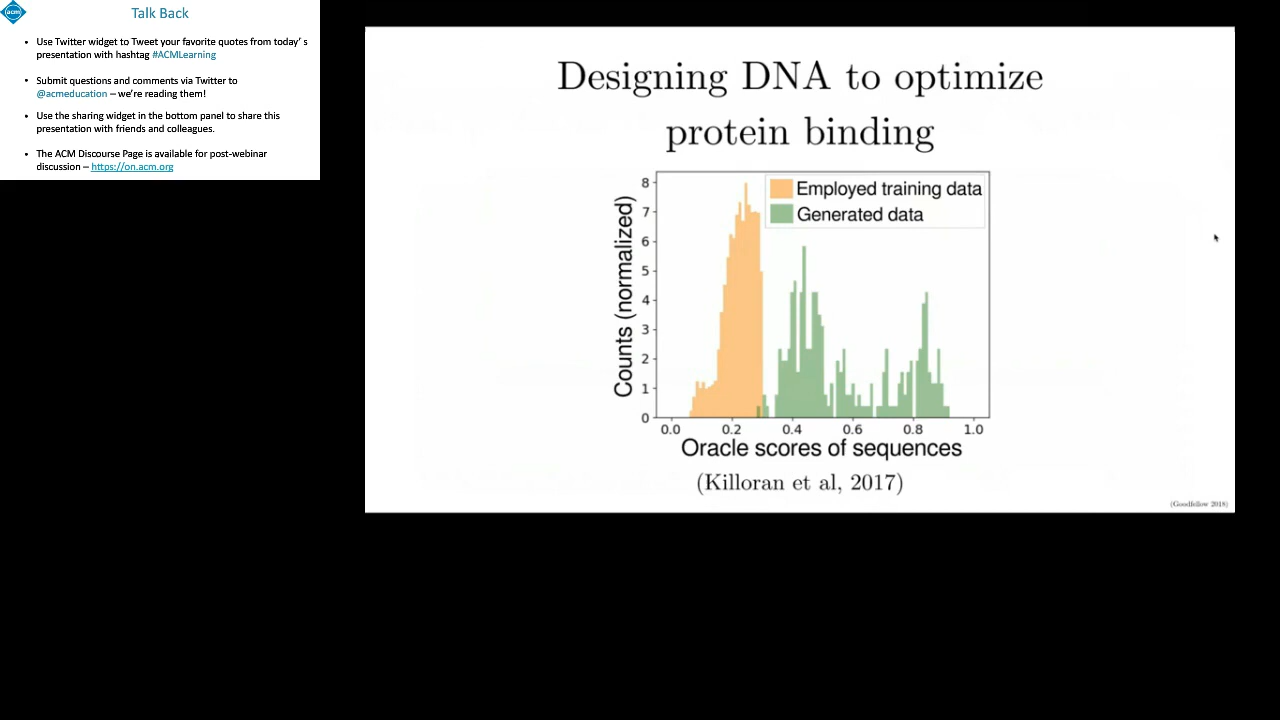 acm
Talk Back
• Use Twitter widget to Tweet your favorite quotes from today' s
presentation with hashtag #ACMLearning
• Submit questions and comments via Twitter to
@acmeducation – we're reading them!
• Use the sharing widget in the bottom panel to share this
presentation with friends and colleagues.
• The ACM Discourse Page is available for post-webinar
discussion – https://on.acm.org
Designing DNA to optimize
protein binding
Employed training data
Generated data
Counts (normalized)
8
7
6
5
4
3
2
1
0
0.0 0.2 0.4 0.6 0.8 1.0
Oracle scores of sequences
(Killoran et al, 2017)
(Goodfellow 2018)